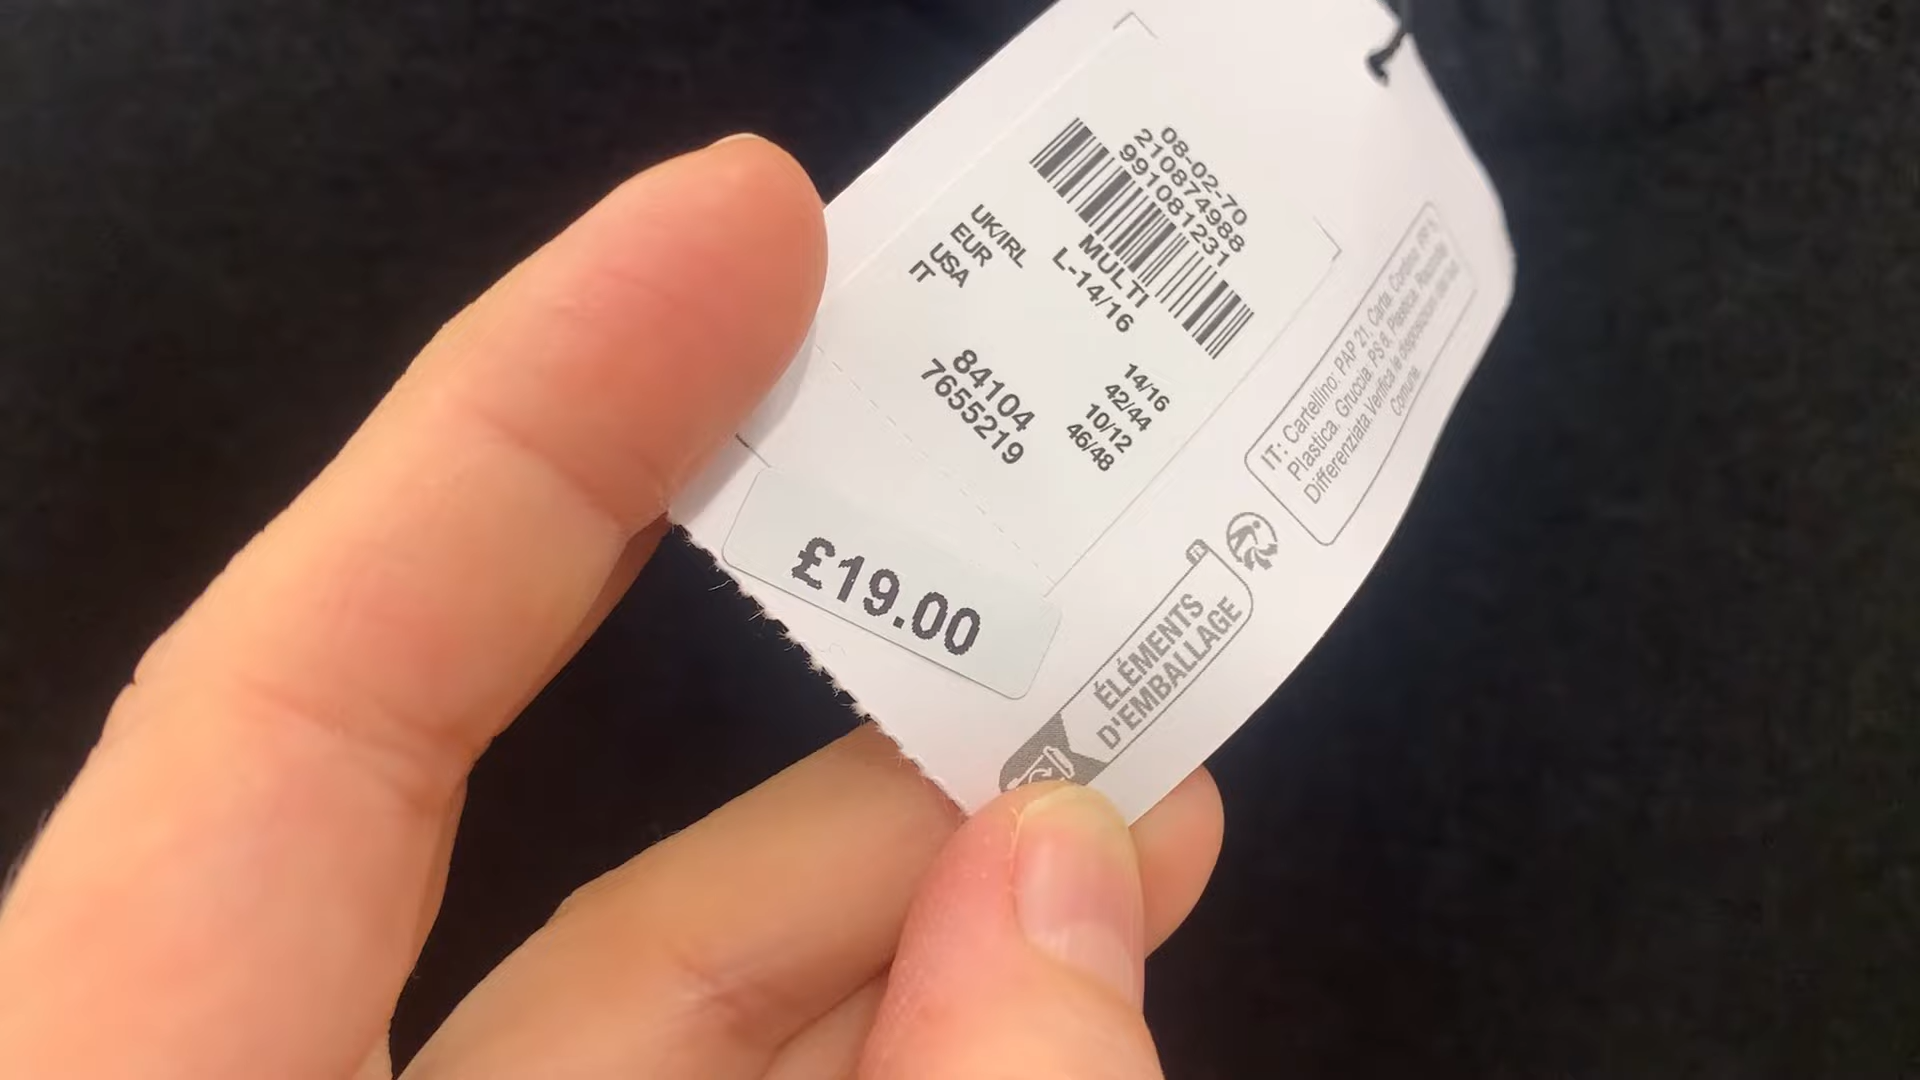 08-02-70
210874988
991081231
MULTI
L-14/16
UK/IRL 14/16
EUR 42/44
USA 10/12
IT 46/48
84104
7655219
£19.00
IT: Cartellino: PAP 21, Carta. Cordino:
Plastica. Gruccia: PS 6, Plastica. Raccolta
Differenziata. Verifica le disposizioni del tuo
Comune.
FR
ÉLÉMENTS
D'EMBALLAGE